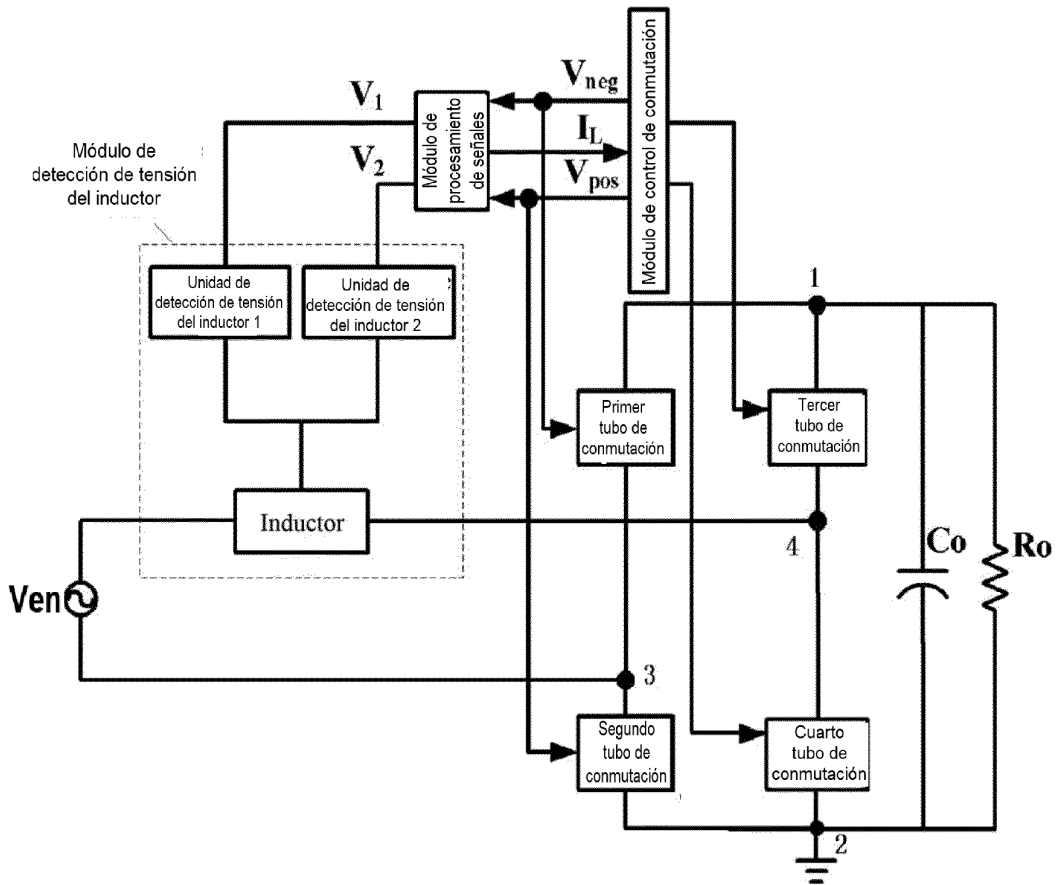 V1
V2
Módulo de
procesamiento
de señales
Vneg
IL
Vpos
Módulo de control de conmutación
Módulo de
detección de tensión
del inductor
Unidad de
detección de tensión
del inductor 1
Unidad de
detección de tensión
del inductor 2
1
Primer
tubo de
conmutación
Tercer
tubo de
conmutación
Inductor
4
Co
Ro
Ven
3
Segundo
tubo de
conmutación
Cuarto
tubo de
conmutación
2